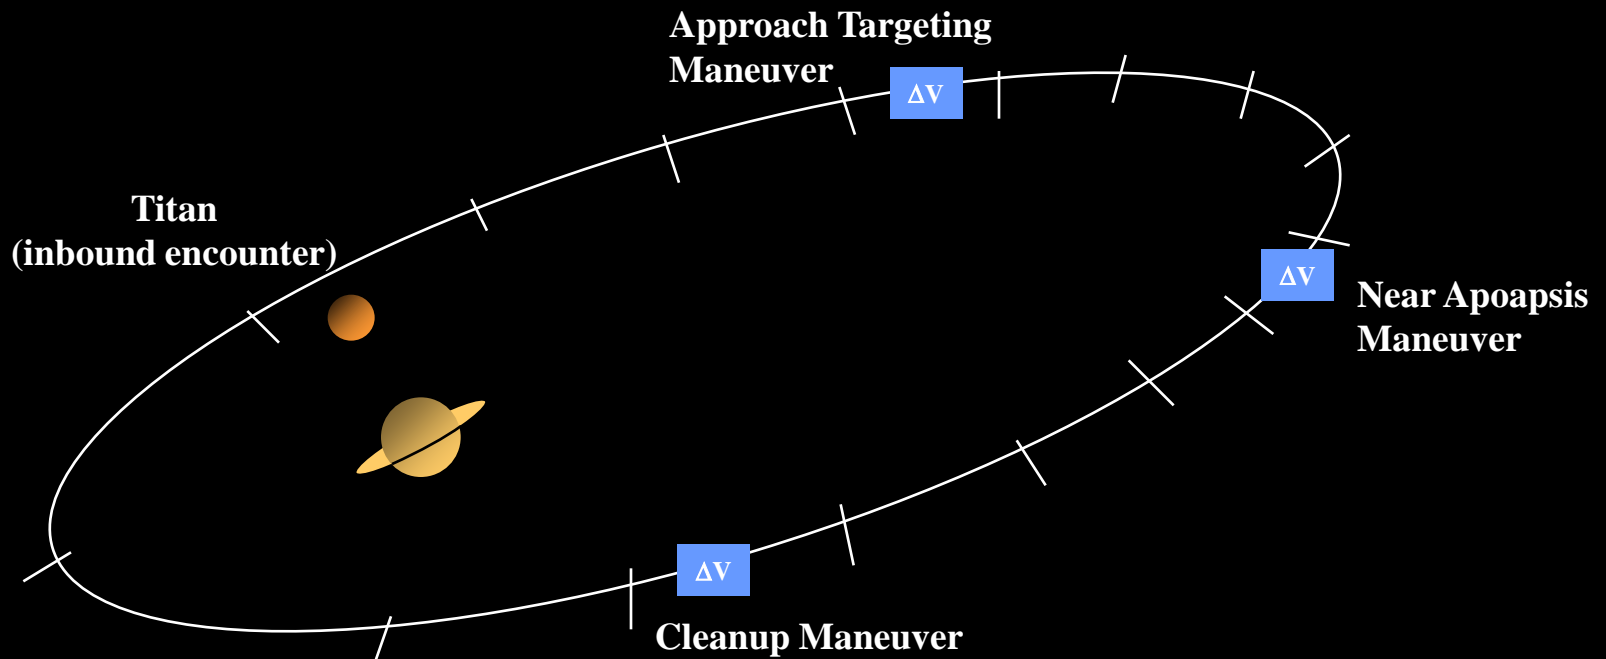 Approach Targeting
Maneuver
ΔV
Titan
(inbound encounter)
ΔV
Near Apoapsis
Maneuver
ΔV
Cleanup Maneuver